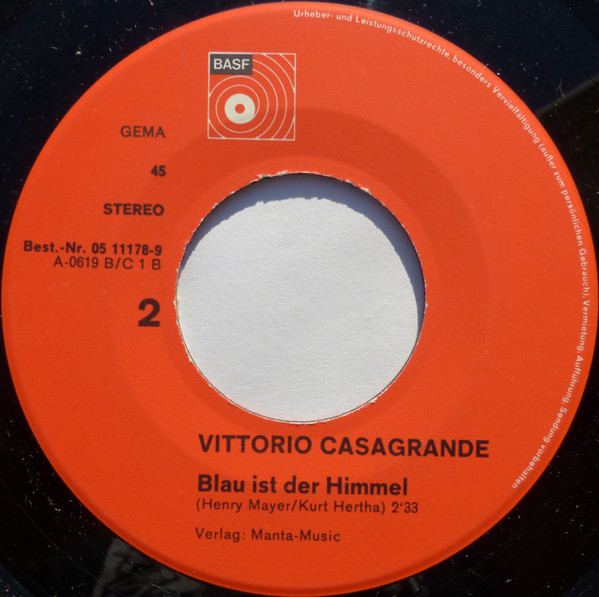 BASF
GEMA
45
STEREO
Best.-Nr. 05 11178-9
A-0619 B/C 1 B
2
VITTORIO CASAGRANDE
Blau ist der Himmel
(Henry Mayer/Kurt Hertha) 2'33
Verlag: Manta-Music
Urheber- und Leistungsschutzrechte, besonders Vervielfältigung (außer zum persönlichen Gebrauch), Vermietung, Aufführung, Sendung vorbehalten